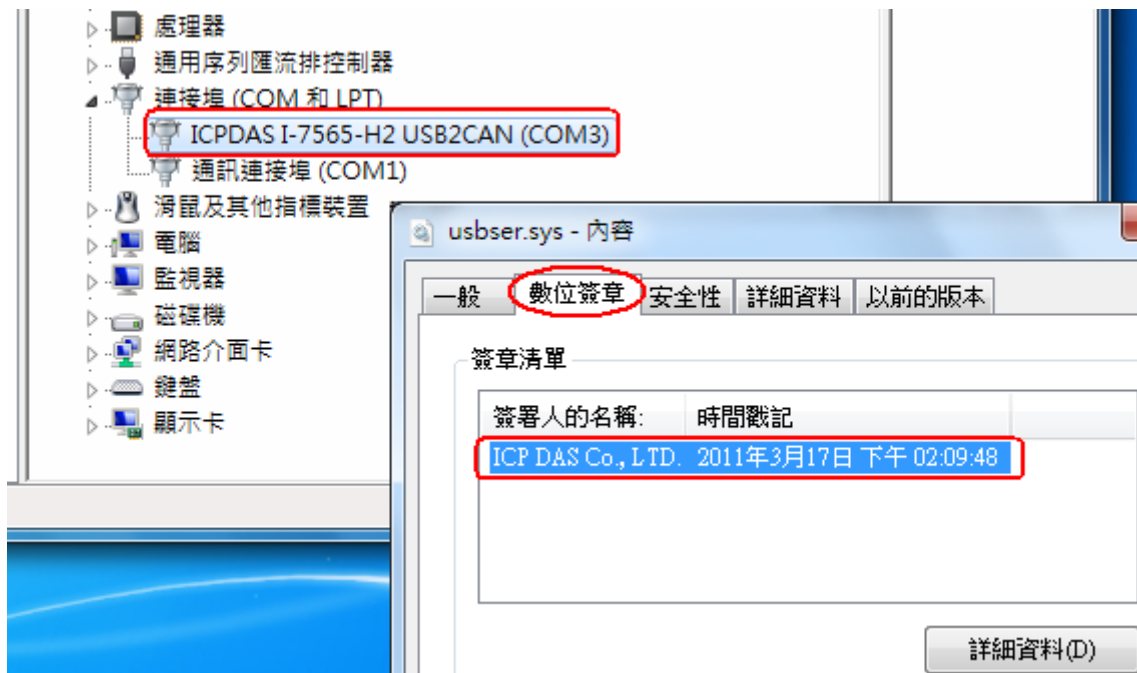 處理器
通用序列匯流排控制器
連接埠 (COM 和 LPT)
ICPDAS I-7565-H2 USB2CAN (COM3)
通訊連接埠 (COM1)
滑鼠及其他指標裝置
電腦
監視器
磁碟機
網路介面卡
鍵盤
顯示卡
usbser.sys - 內容
一般 數位簽章 安全性 詳細資料 以前的版本
簽章清單
簽署人的名稱: 時間戳記
ICP DAS Co., LTD. 2011年3月17日 下午 02:09:48
詳細資料(D)